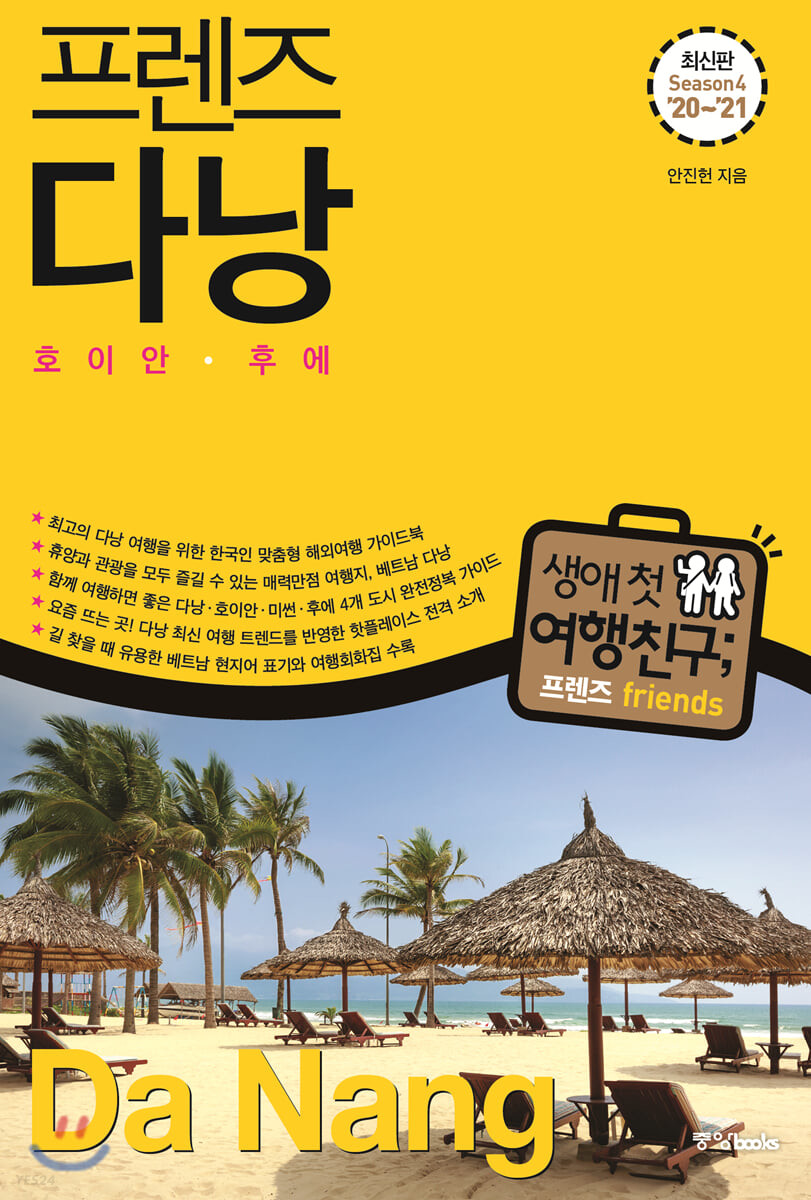 프렌즈
다낭
호이안 · 후에
최신판
Season4
'20~'21
안진헌 지음
★ 최고의 다낭 여행을 위한 한국인 맞춤형 해외여행 가이드북
★ 휴양과 관광을 모두 즐길 수 있는 매력만점 여행지, 베트남 다낭
★ 함께 여행하면 좋은 다낭·호이안·미썬·후에 4개 도시 완전정복 가이드
★ 요즘 뜨는 곳! 다낭 최신 여행 트렌드를 반영한 핫플레이스 전격 소개
★ 길 찾을 때 유용한 베트남 현지어 표기와 여행회화집 수록
생애 첫
여행친구;
프렌즈 friends
Da Nang
중앙books
YES24